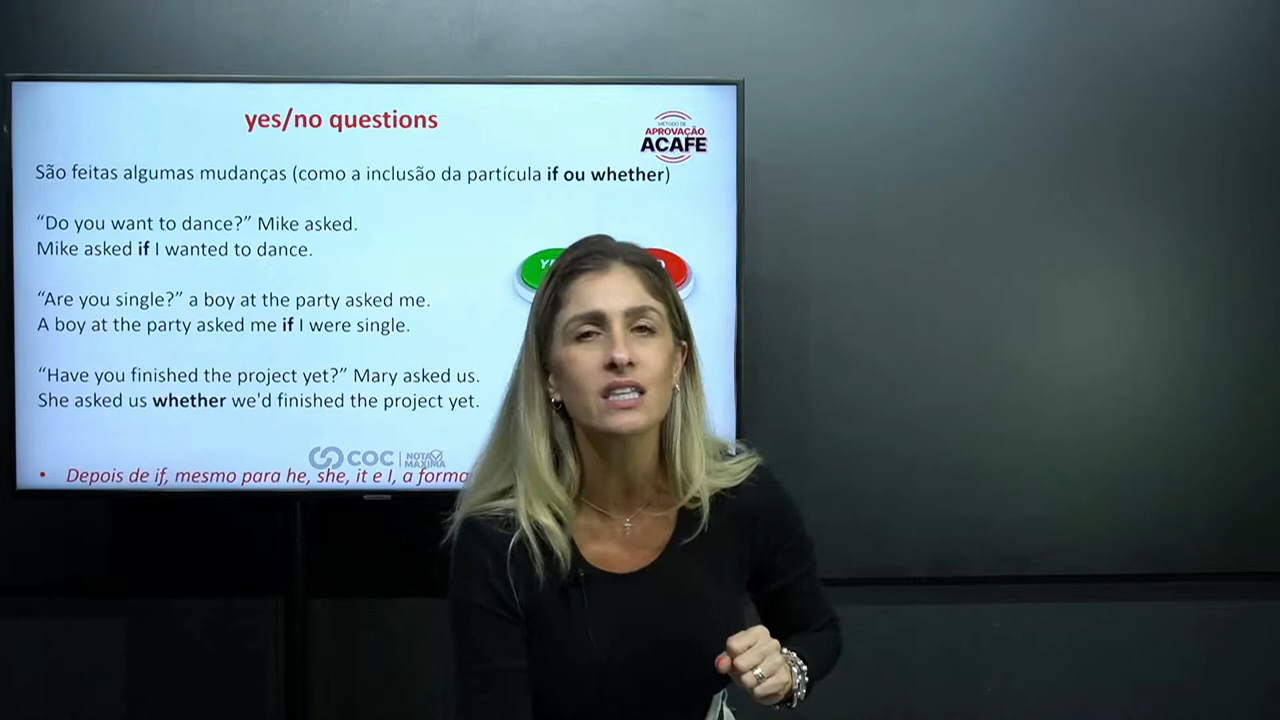 yes/no questions
MÉTODO DE
APROVAÇÃO
ACAFE
São feitas algumas mudanças (como a inclusão da partícula if ou whether)
“Do you want to dance?” Mike asked.
Mike asked if I wanted to dance.
“Are you single?” a boy at the party asked me.
A boy at the party asked me if I were single.
“Have you finished the project yet?” Mary asked us.
She asked us whether we'd finished the project yet.
COC | NOTA MÁXIMA
• Depois de if, mesmo para he, she, it e I, a forma